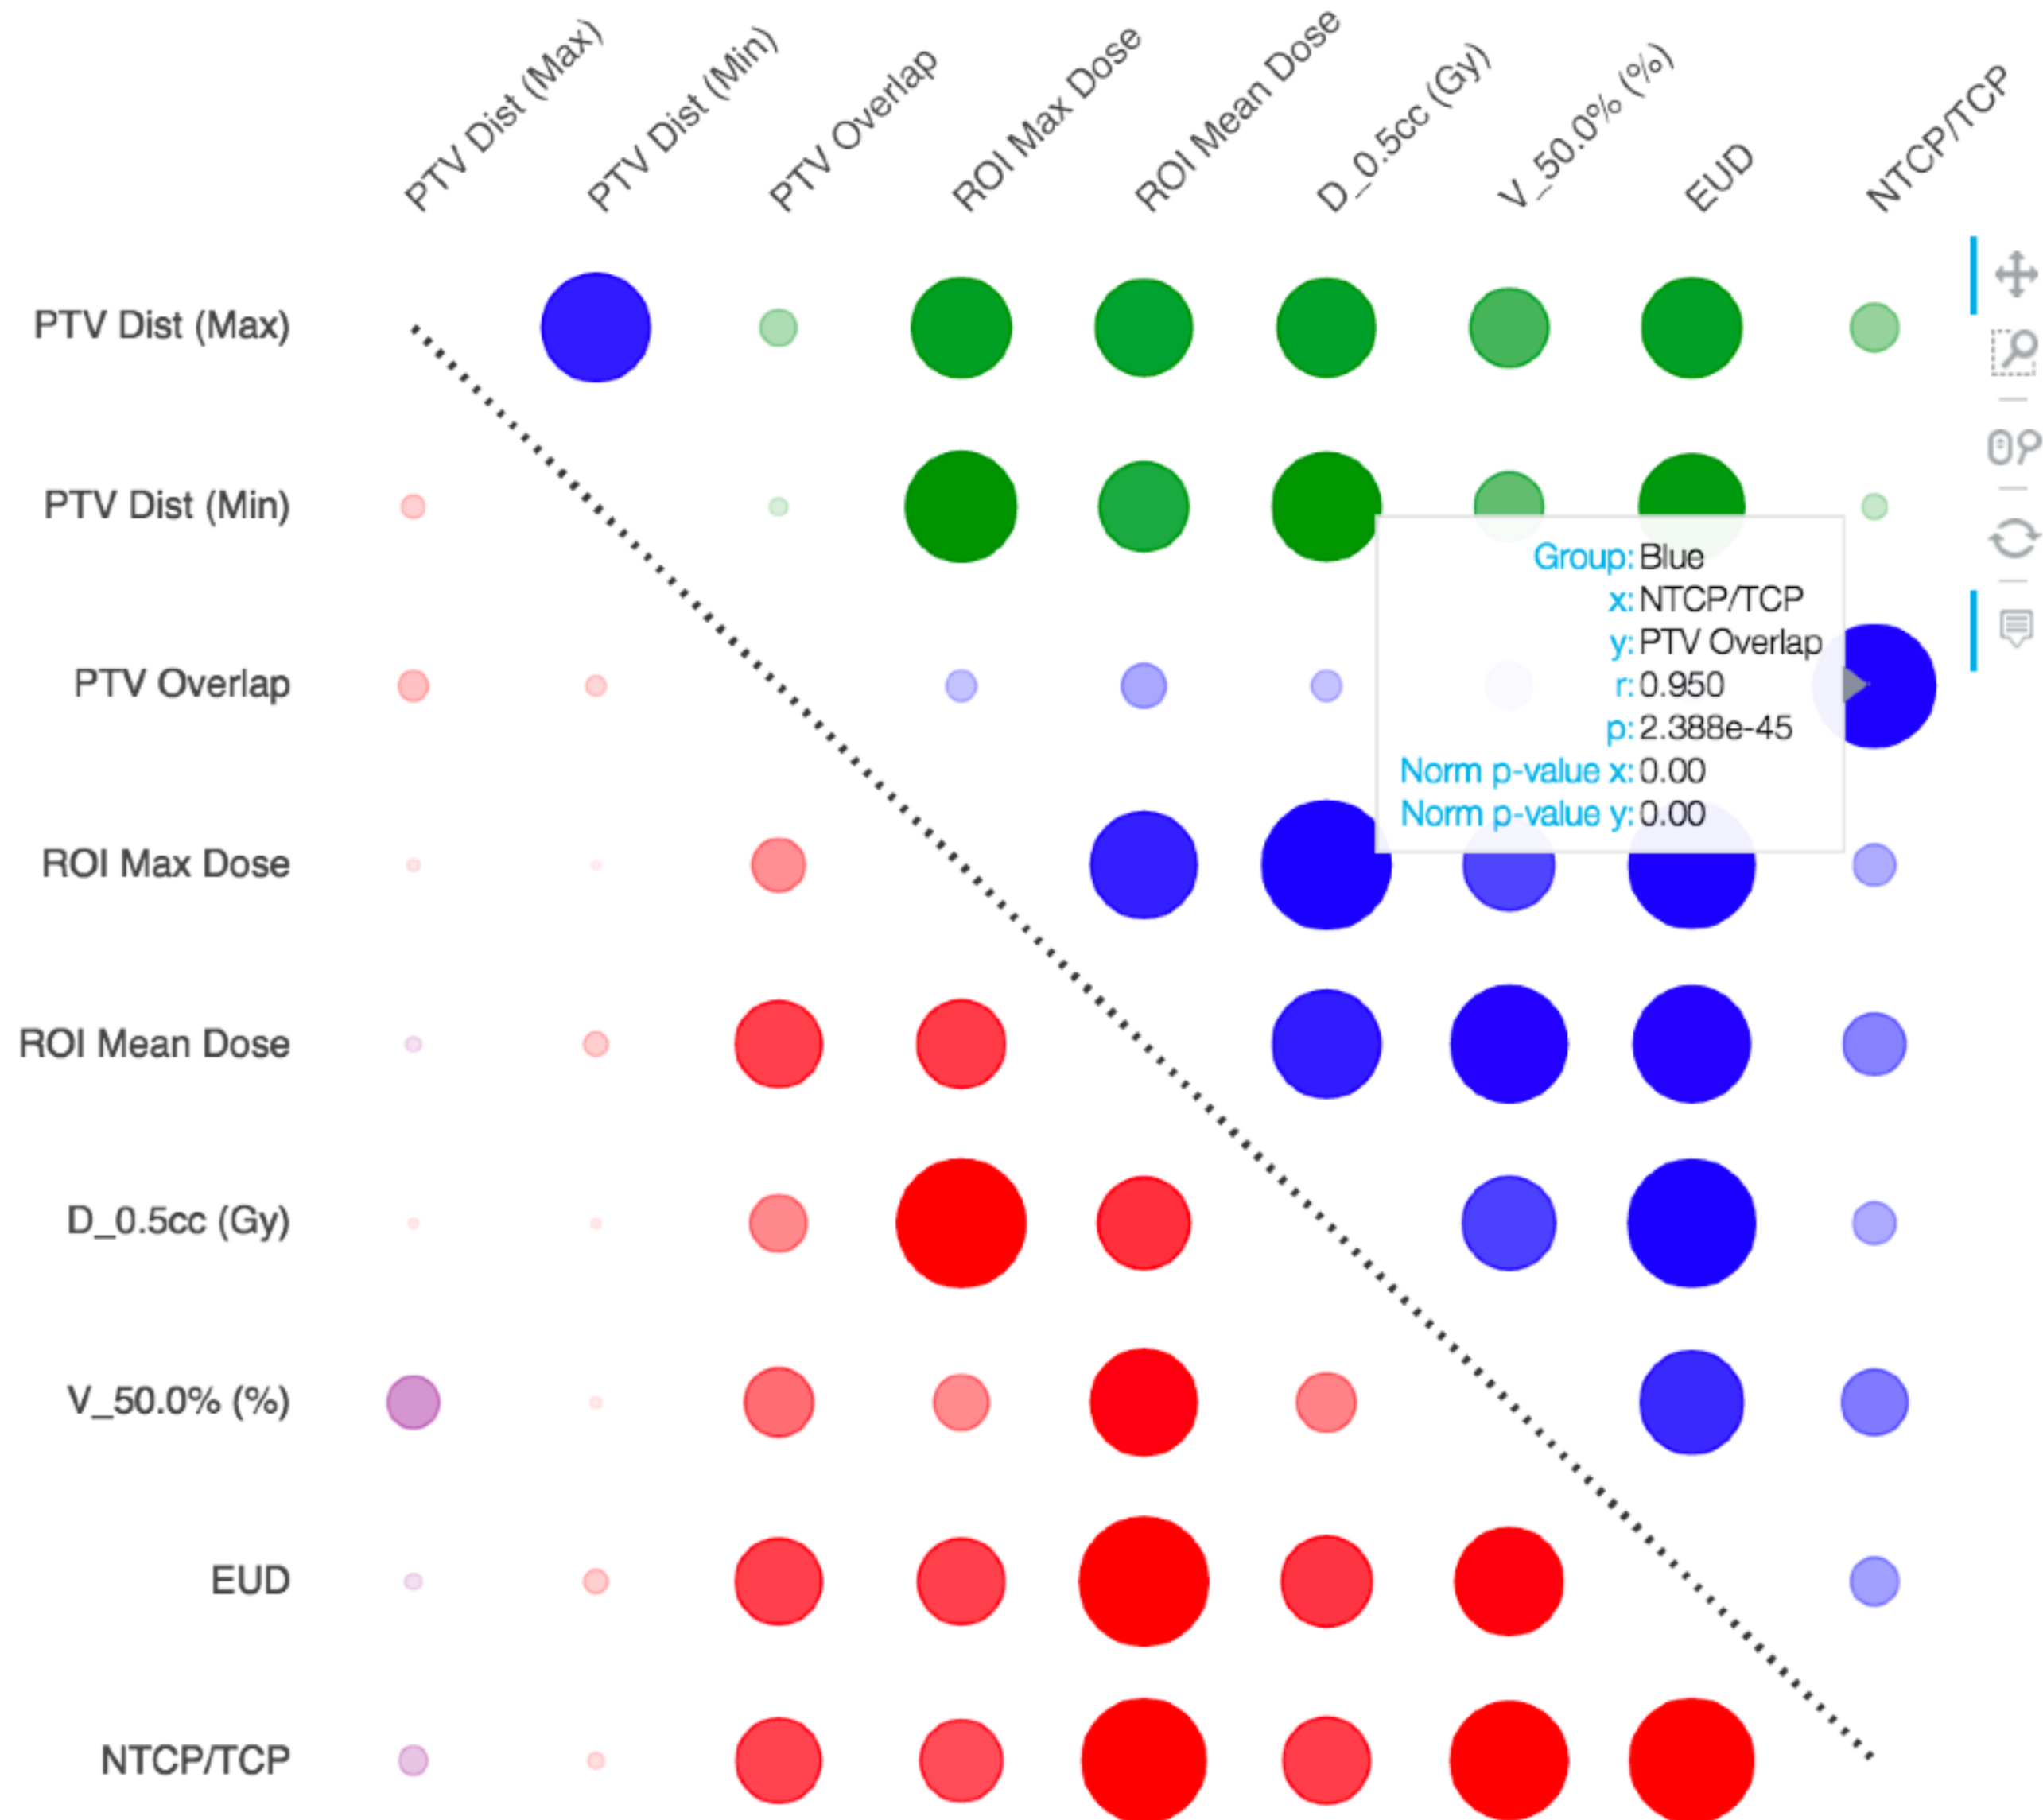 PTV Dist (Max)
PTV Dist (Min)
PTV Overlap
ROI Max Dose
ROI Mean Dose
D_0.5cc (Gy)
V_50.0% (%)
EUD
NTCP/TCP
PTV Dist (Max)
PTV Dist (Min)
Group: Blue
x: NTCP/TCP
y: PTV Overlap
r: 0.950
p: 2.388e-45
Norm p-value x: 0.00
Norm p-value y: 0.00
PTV Overlap
ROI Max Dose
ROI Mean Dose
D_0.5cc (Gy)
V_50.0% (%)
EUD
NTCP/TCP